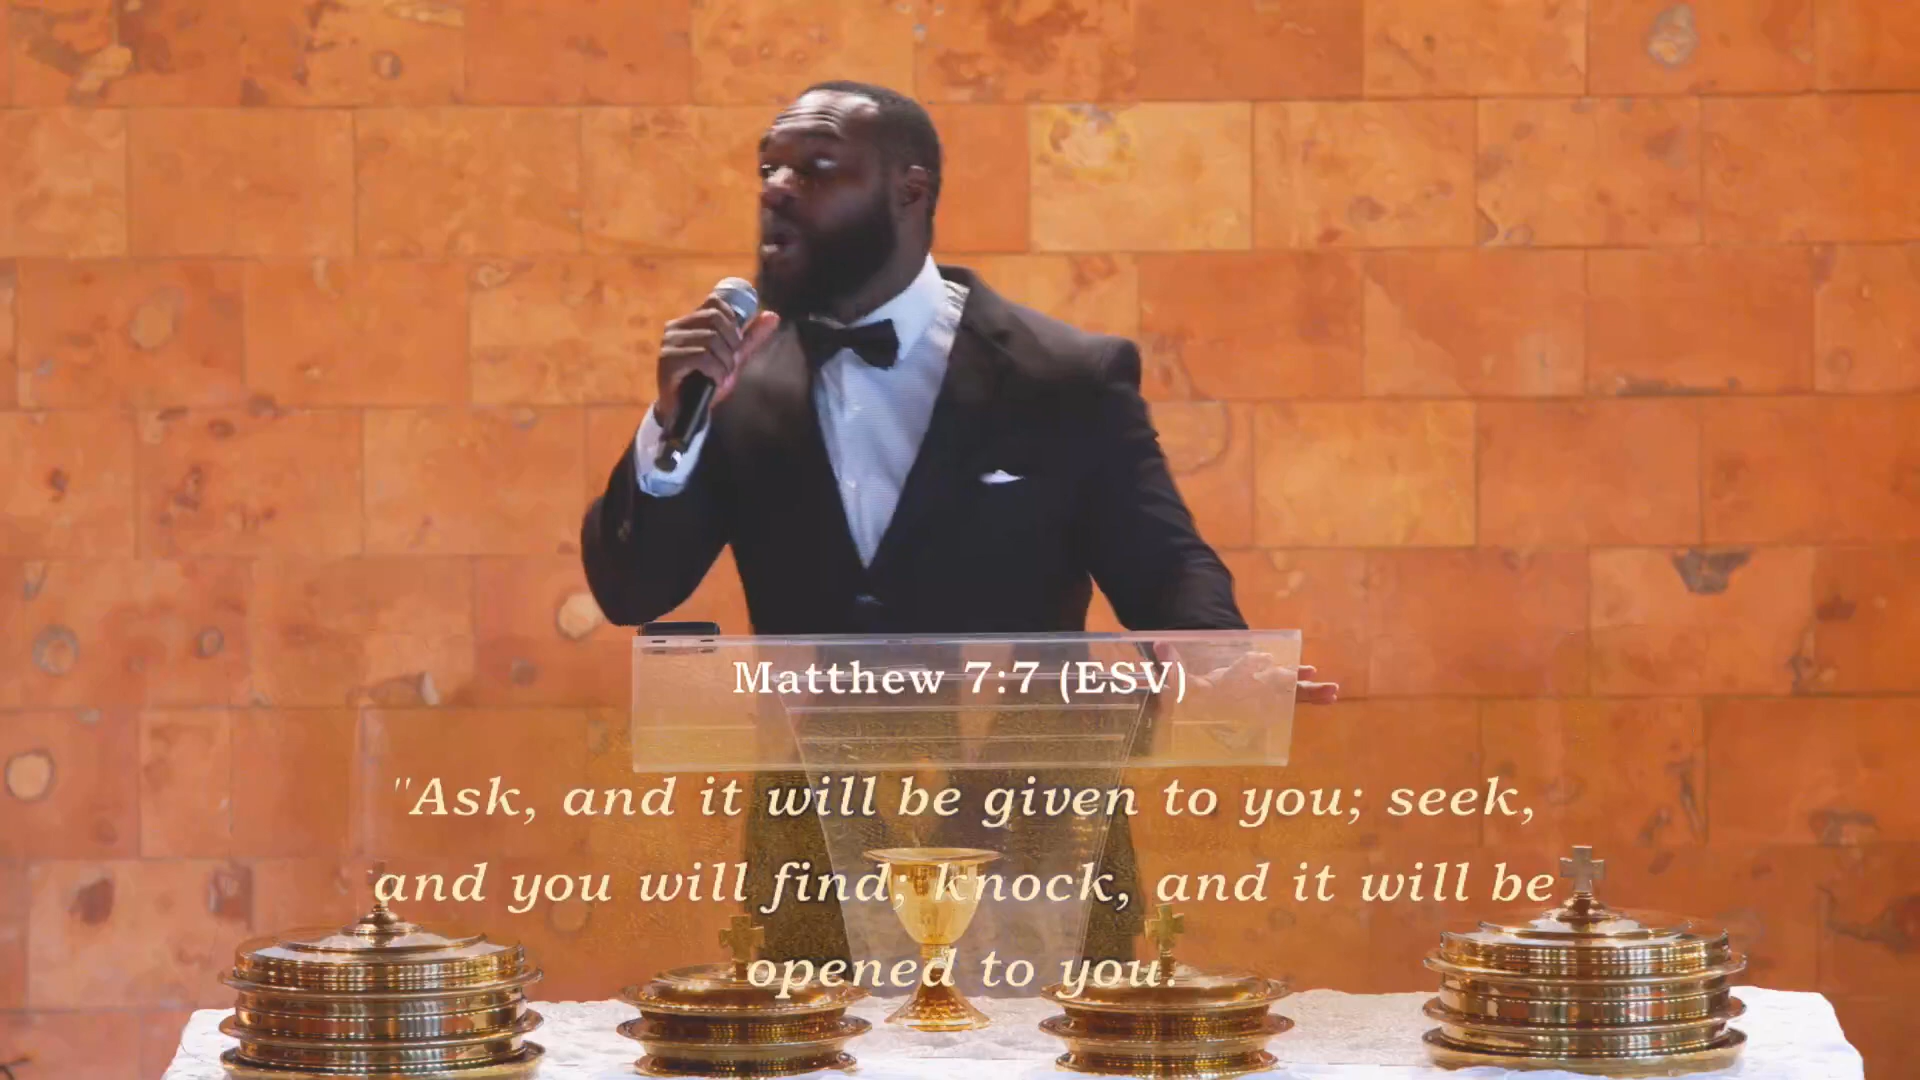 Matthew 7:7 (ESV)
"Ask, and it will be given to you; seek,
and you will find; knock, and it will be
opened to you.